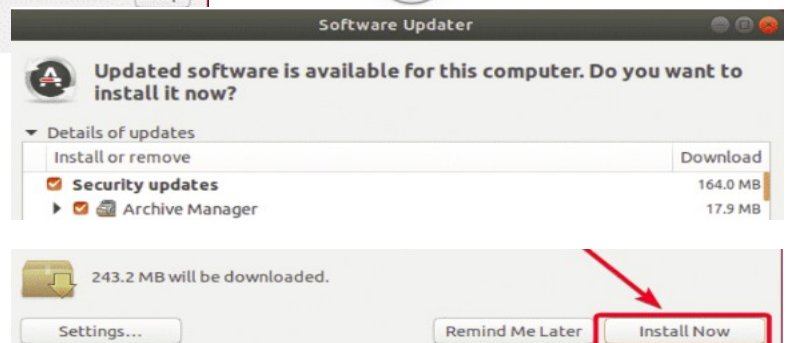 Software Updater
Updated software is available for this computer. Do you want to
install it now?
Details of updates
Install or remove Download
Security updates 164.0 MB
Archive Manager 17.9 MB
243.2 MB will be downloaded.
Settings... Remind Me Later Install Now